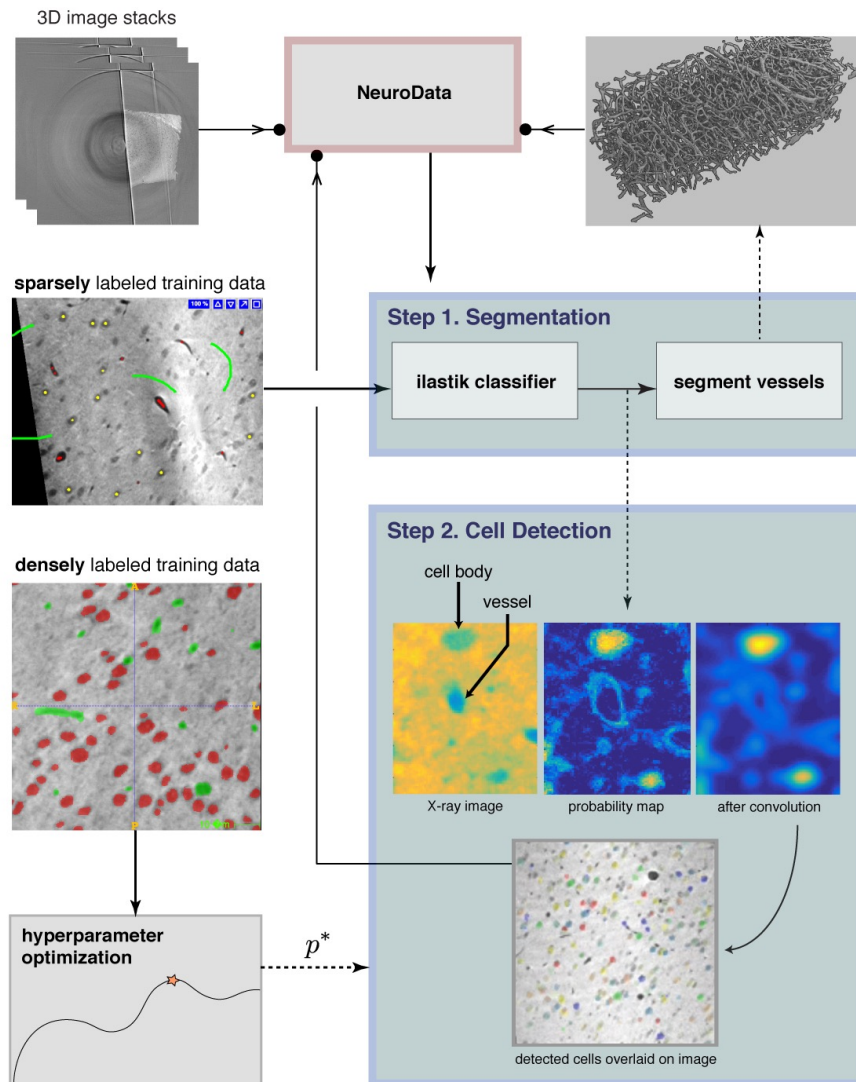 3D image stacks
NeuroData
sparsely labeled training data
100 %
Step 1. Segmentation
ilastik classifier
segment vessels
densely labeled training data
A
P
Step 2. Cell Detection
cell body
vessel
X-ray image
probability map
after convolution
hyperparameter
optimization
p*
detected cells overlaid on image